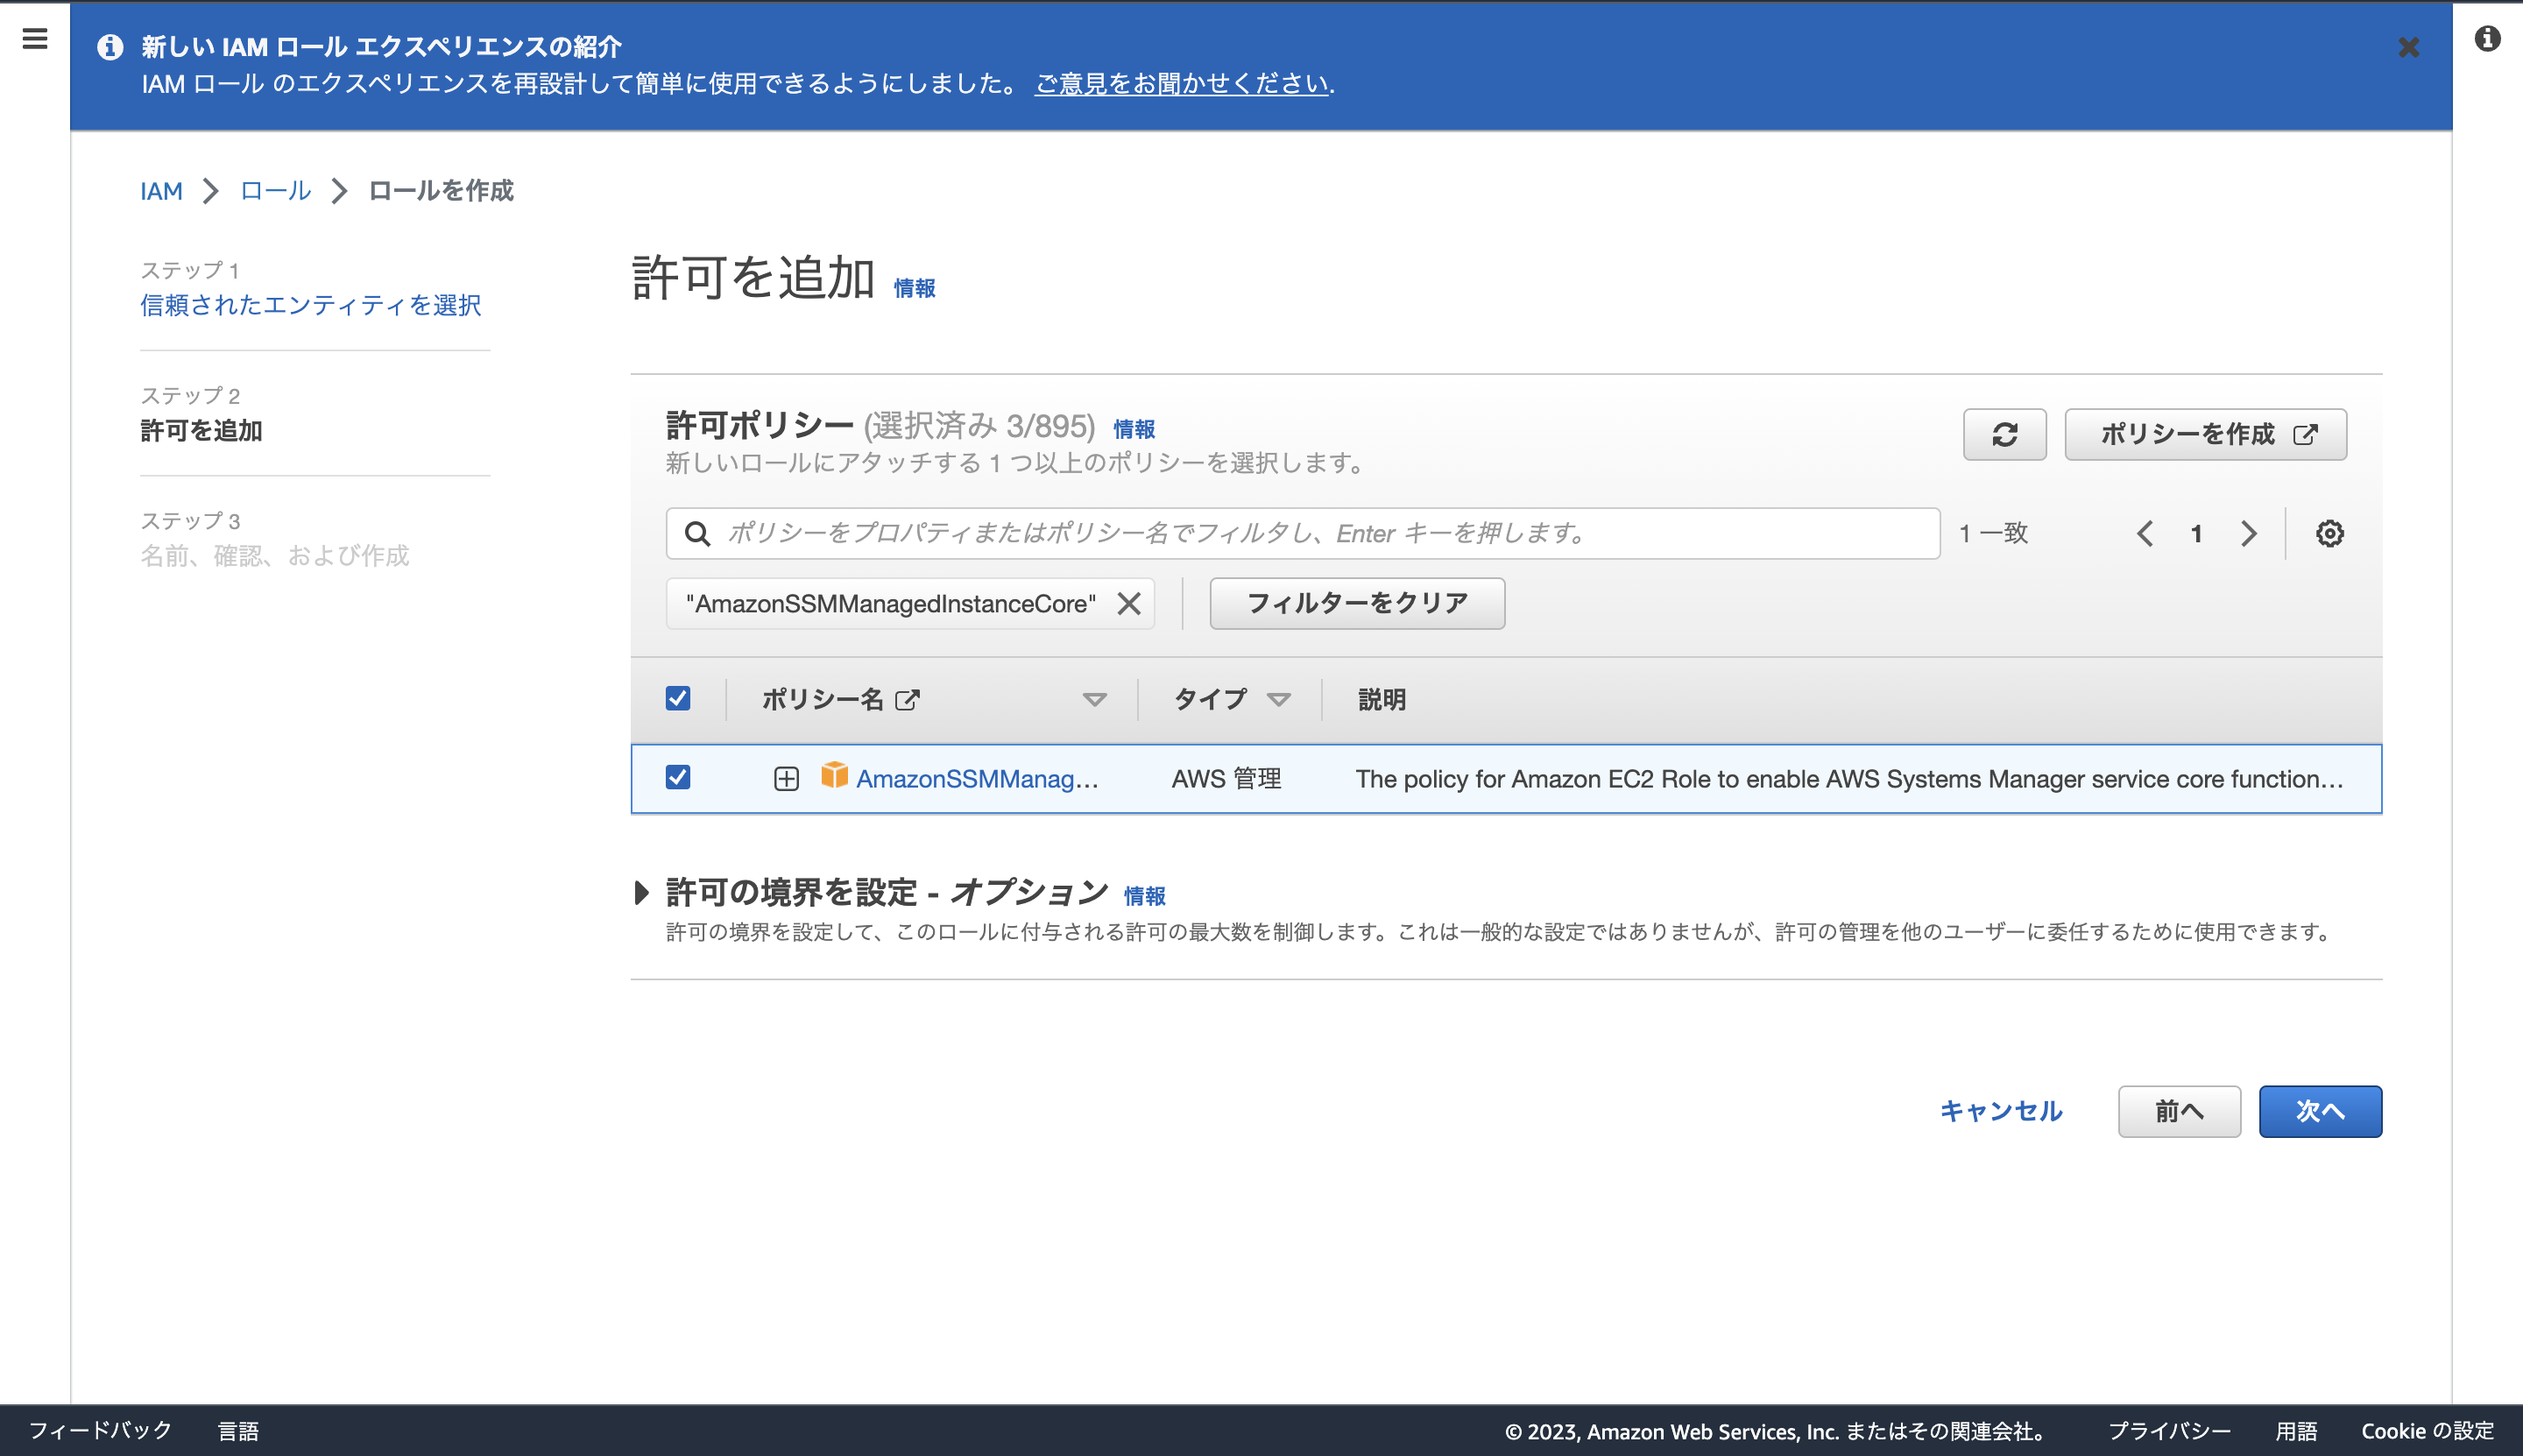 新しい IAM ロール エクスペリエンスの紹介
IAM ロール のエクスペリエンスを再設計して簡単に使用できるようにしました。 ご意見をお聞かせください.
IAM > ロール > ロールを作成
ステップ 1
信頼されたエンティティを選択
ステップ 2
許可を追加
ステップ 3
名前、確認、および作成
許可を追加 情報
許可ポリシー (選択済み 3/895) 情報
新しいロールにアタッチする 1 つ以上のポリシーを選択します。
ポリシーを作成
ポリシーをプロパティまたはポリシー名でフィルタし、Enter キーを押します。
1 一致
1
"AmazonSSMManagedInstanceCore"
フィルターをクリア
ポリシー名 タイプ 説明
AmazonSSMManag... AWS 管理 The policy for Amazon EC2 Role to enable AWS Systems Manager service core function...
許可の境界を設定 - オプション 情報
許可の境界を設定して、このロールに付与される許可の最大数を制御します。これは一般的な設定ではありませんが、許可の管理を他のユーザーに委任するために使用できます。
キャンセル 前へ 次へ
フィードバック 言語 © 2023, Amazon Web Services, Inc. またはその関連会社。 プライバシー 用語 Cookie の設定